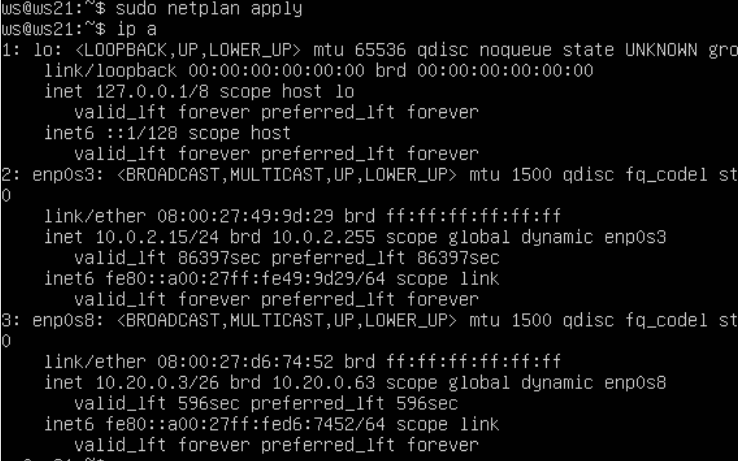 ws@ws21:~$ sudo netplan apply
ws@ws21:~$ ip a
1: lo: <LOOPBACK,UP,LOWER_UP> mtu 65536 qdisc noqueue state UNKNOWN gro
    link/loopback 00:00:00:00:00:00 brd 00:00:00:00:00:00
    inet 127.0.0.1/8 scope host lo
       valid_lft forever preferred_lft forever
    inet6 ::1/128 scope host
       valid_lft forever preferred_lft forever
2: enp0s3: <BROADCAST,MULTICAST,UP,LOWER_UP> mtu 1500 qdisc fq_codel st
0
    link/ether 08:00:27:49:9d:29 brd ff:ff:ff:ff:ff:ff
    inet 10.0.2.15/24 brd 10.0.2.255 scope global dynamic enp0s3
       valid_lft 86397sec preferred_lft 86397sec
    inet6 fe80::a00:27ff:fe49:9d29/64 scope link
       valid_lft forever preferred_lft forever
3: enp0s8: <BROADCAST,MULTICAST,UP,LOWER_UP> mtu 1500 qdisc fq_codel st
0
    link/ether 08:00:27:d6:74:52 brd ff:ff:ff:ff:ff:ff
    inet 10.20.0.3/26 brd 10.20.0.63 scope global dynamic enp0s8
       valid_lft 596sec preferred_lft 596sec
    inet6 fe80::a00:27ff:fed6:7452/64 scope link
       valid_lft forever preferred_lft forever